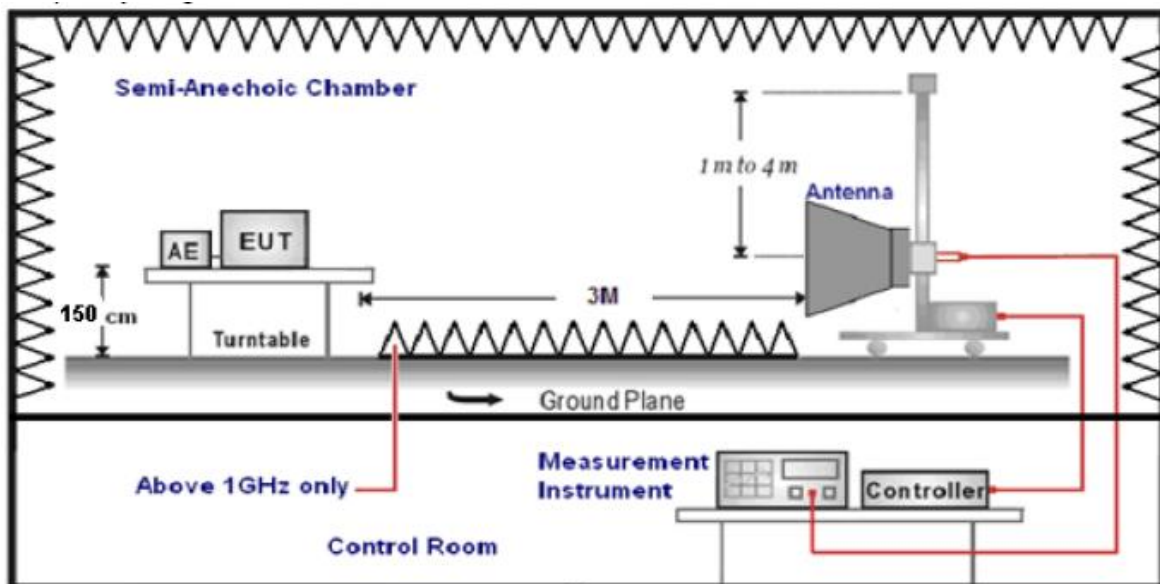 Semi-Anechoic Chamber
1 m to 4 m
Antenna
AE
EUT
150 cm
3M
Turntable
Ground Plane
Above 1GHz only
Measurement
Instrument
Controller
Control Room